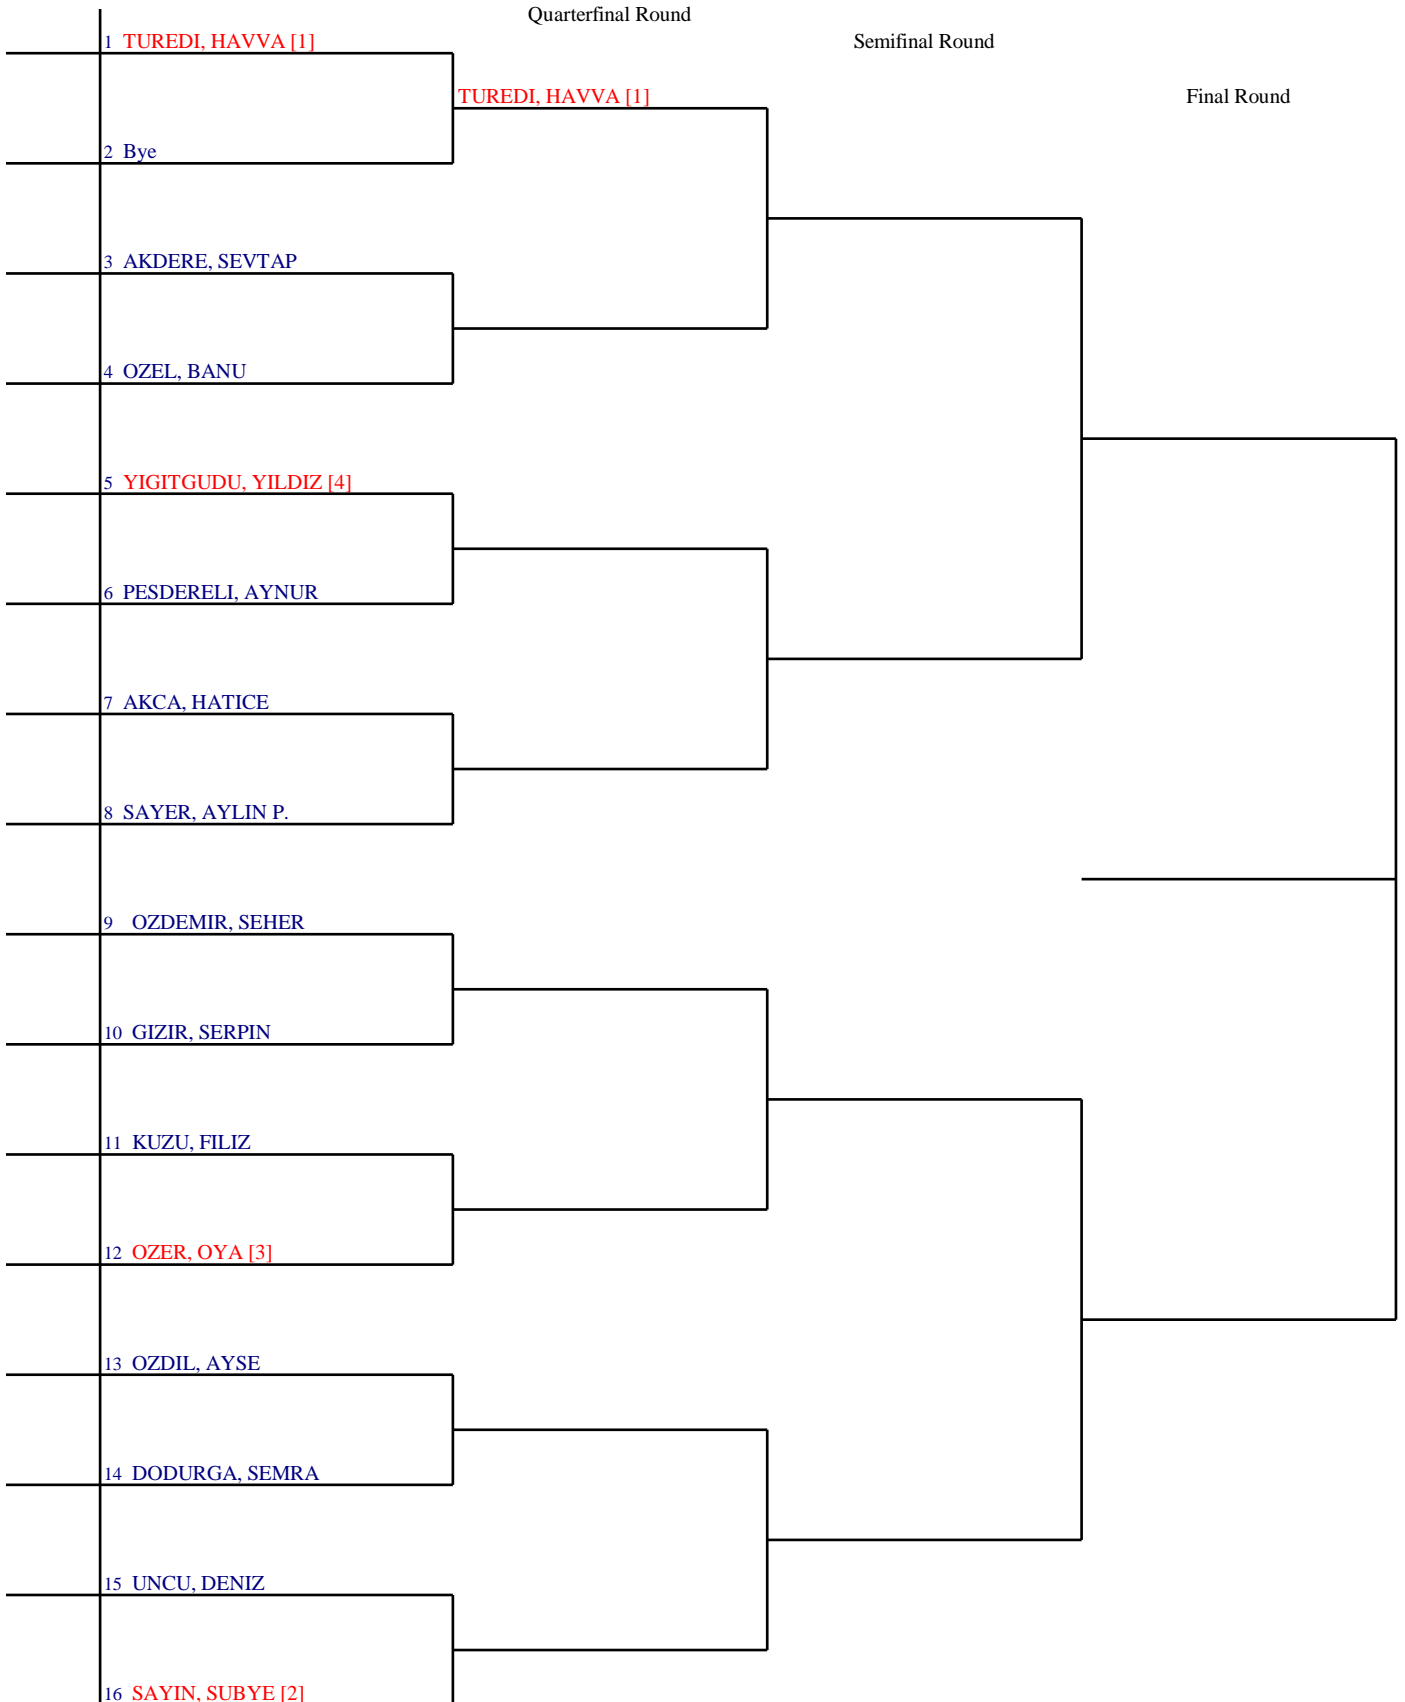 Quarterfinal Round
1 TUREDI, HAVVA [1]
Semifinal Round
TUREDI, HAVVA [1]
Final Round
2 Bye
3 AKDERE, SEVTAP
4 OZEL, BANU
5 YIGITGUDU, YILDIZ [4]
6 PESDERELI, AYNUR
7 AKCA, HATICE
8 SAYER, AYLIN P.
9 OZDEMIR, SEHER
10 GIZIR, SERPIN
11 KUZU, FILIZ
12 OZER, OYA [3]
13 OZDIL, AYSE
14 DODURGA, SEMRA
15 UNCU, DENIZ
16 SAYIN, SUBYE [2]